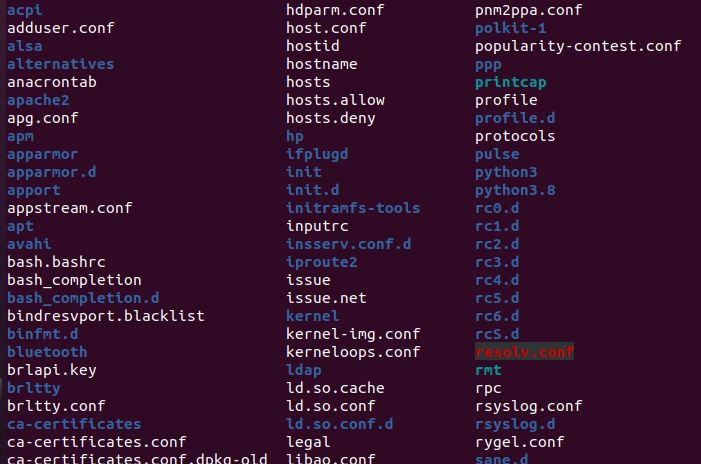 acpi hdparm.conf pnm2ppa.conf
adduser.conf host.conf polkit-1
alsa hostid popularity-contest.conf
alternatives hostname ppp
anacrontab hosts printcap
apache2 hosts.allow profile
apg.conf hosts.deny profile.d
apm hp protocols
apparmor ifplugd pulse
apparmor.d init python3
apport init.d python3.8
appstream.conf initramfs-tools rc0.d
apt inputrc rc1.d
avahi insserv.conf.d rc2.d
bash.bashrc iproute2 rc3.d
bash_completion issue rc4.d
bash_completion.d issue.net rc5.d
bindresvport.blacklist kernel rc6.d
binfmt.d kernel-img.conf rcS.d
bluetooth kerneloops.conf resolv.conf
brlapi.key ldap rmt
brltty ld.so.cache rpc
brltty.conf ld.so.conf rsyslog.conf
ca-certificates ld.so.conf.d rsyslog.d
ca-certificates.conf legal rygel.conf
ca-certificates.conf.dpkg-old libao.conf sane.d